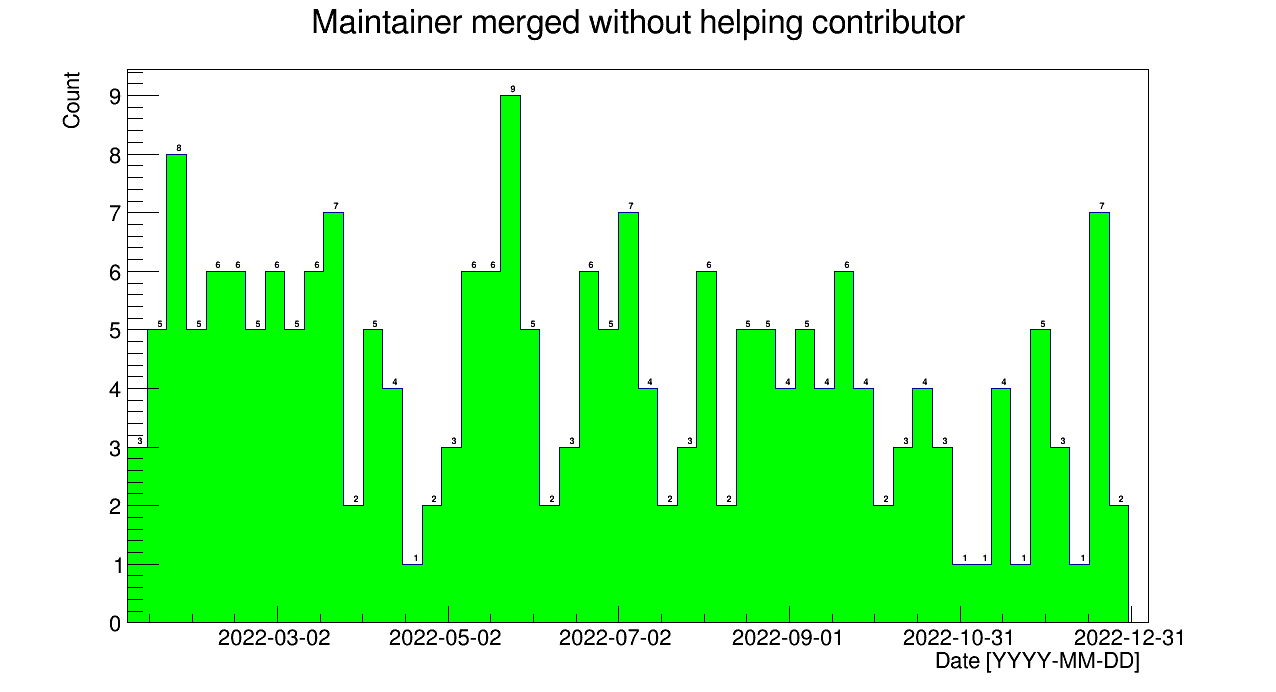 Maintainer merged without helping contributor
Count
9
8
7
6
5
4
3
2
1
0
3 5 8 5 6 6 5 6 5 6 7 2 5 4 1 2 3 6 6 9 5 2 3 6 5 7 4 2 3 6 2 5 5 4 5 4 6 4 2 3 4 3 1 1 4 1 5 3 1 7 2
2022-03-02 2022-05-02 2022-07-02 2022-09-01 2022-10-31 2022-12-31
Date [YYYY-MM-DD]